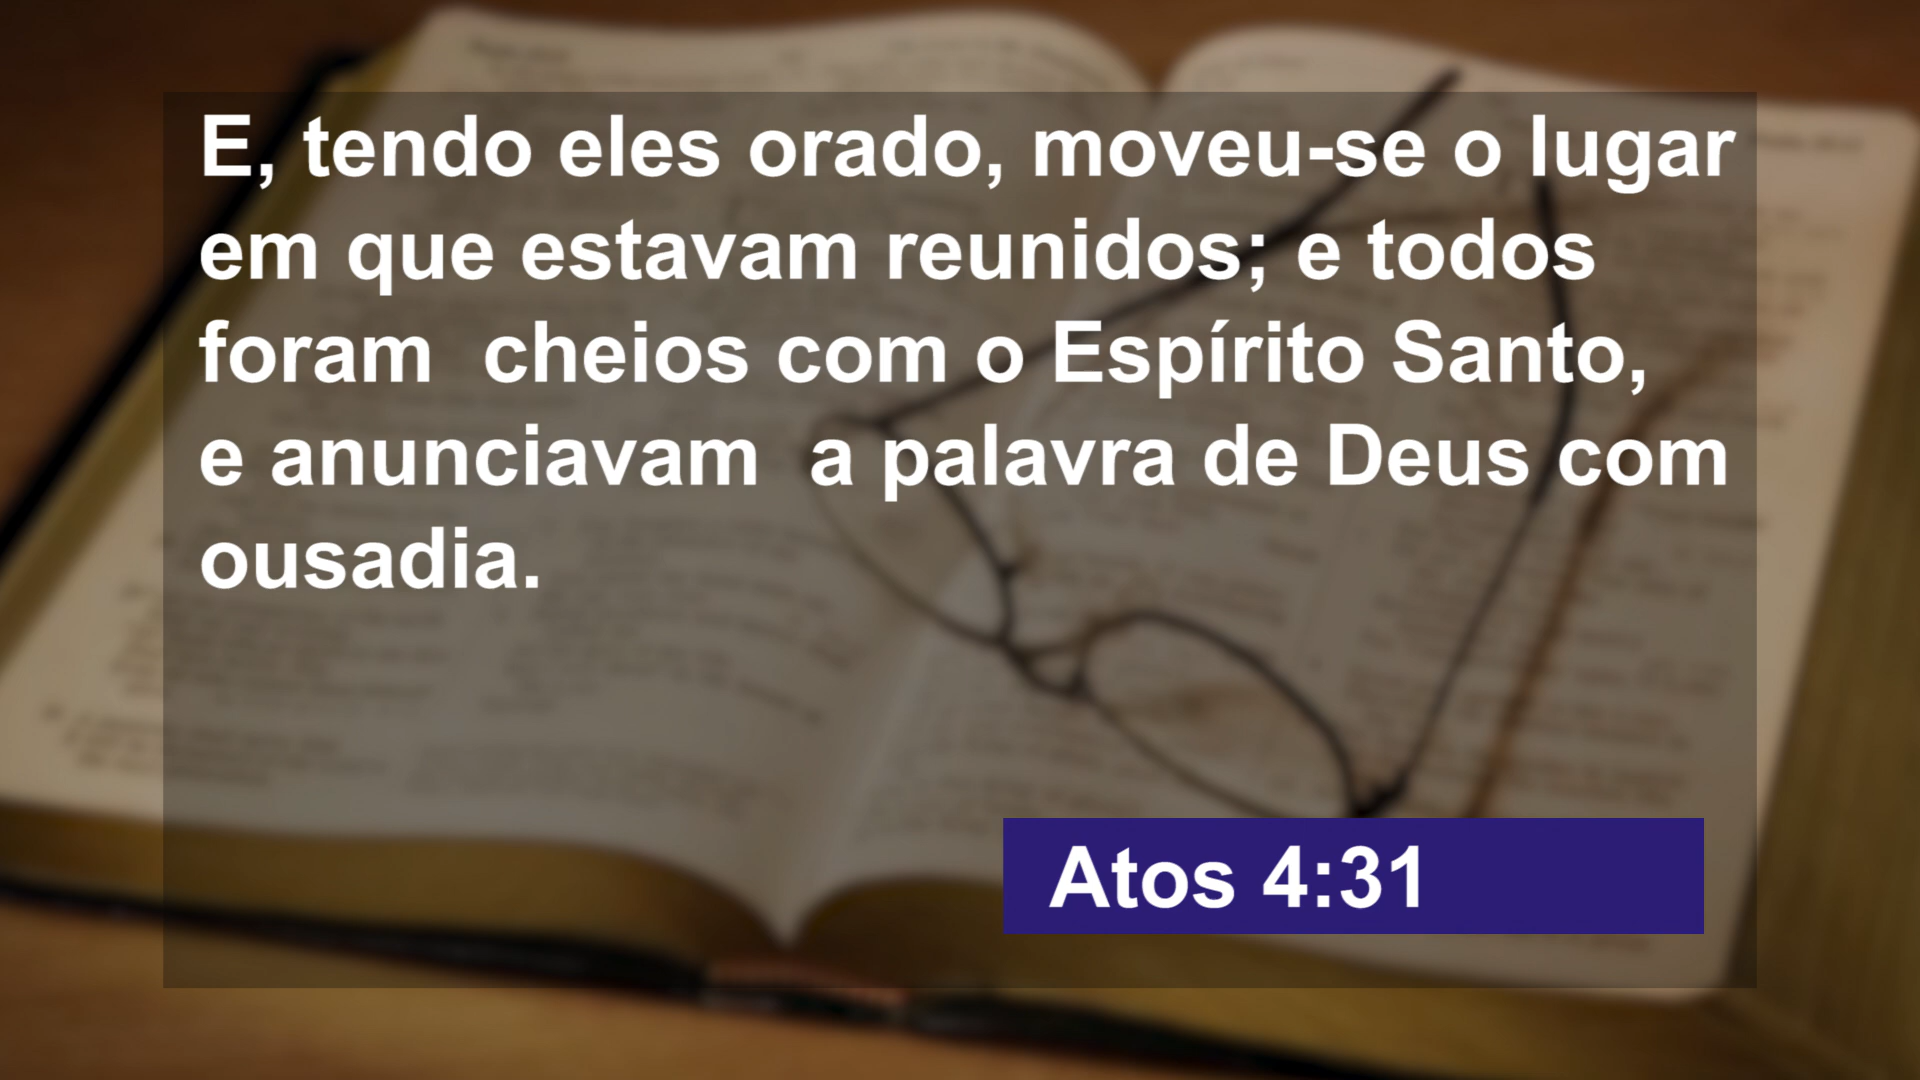 E, tendo eles orado, moveu-se o lugar
em que estavam reunidos; e todos
foram  cheios com o Espírito Santo,
e anunciavam  a palavra de Deus com
ousadia.
Atos 4:31